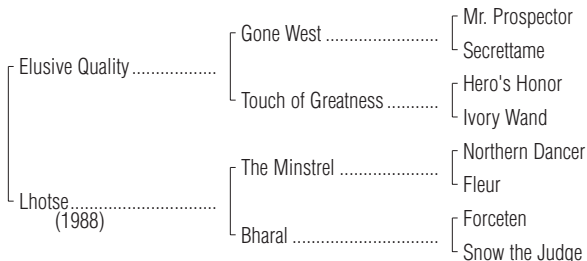 Mr. Prospector
Gone West ......................
Secrettame
Elusive Quality .................
Hero's Honor
Touch of Greatness ..........
Ivory Wand
Northern Dancer
The Minstrel ...................
Fleur
Lhotse.............................
(1988)
Forceten
Bharal .............................
Snow the Judge